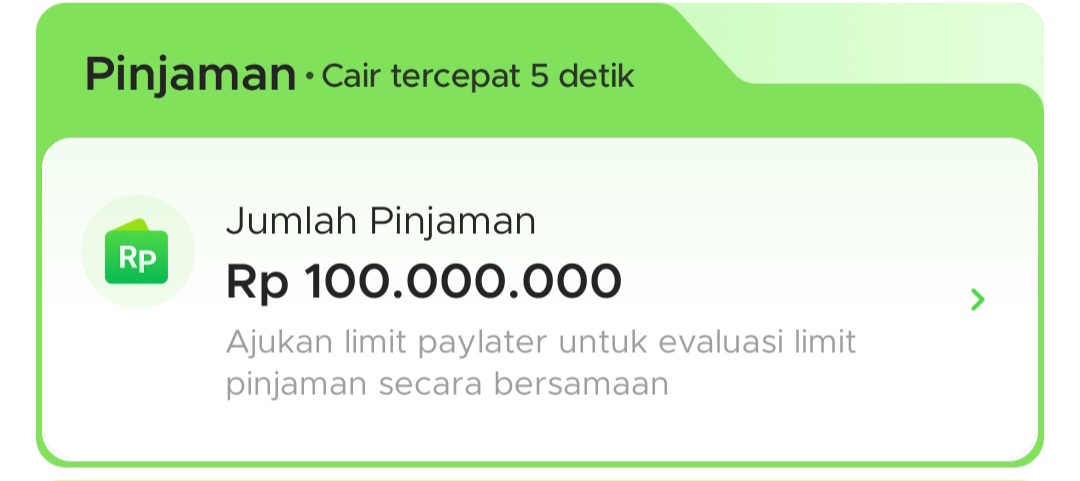 Pinjaman • Cair tercepat 5 detik
Rp
Jumlah Pinjaman
Rp 100.000.000
Ajukan limit paylater untuk evaluasi limit
pinjaman secara bersamaan